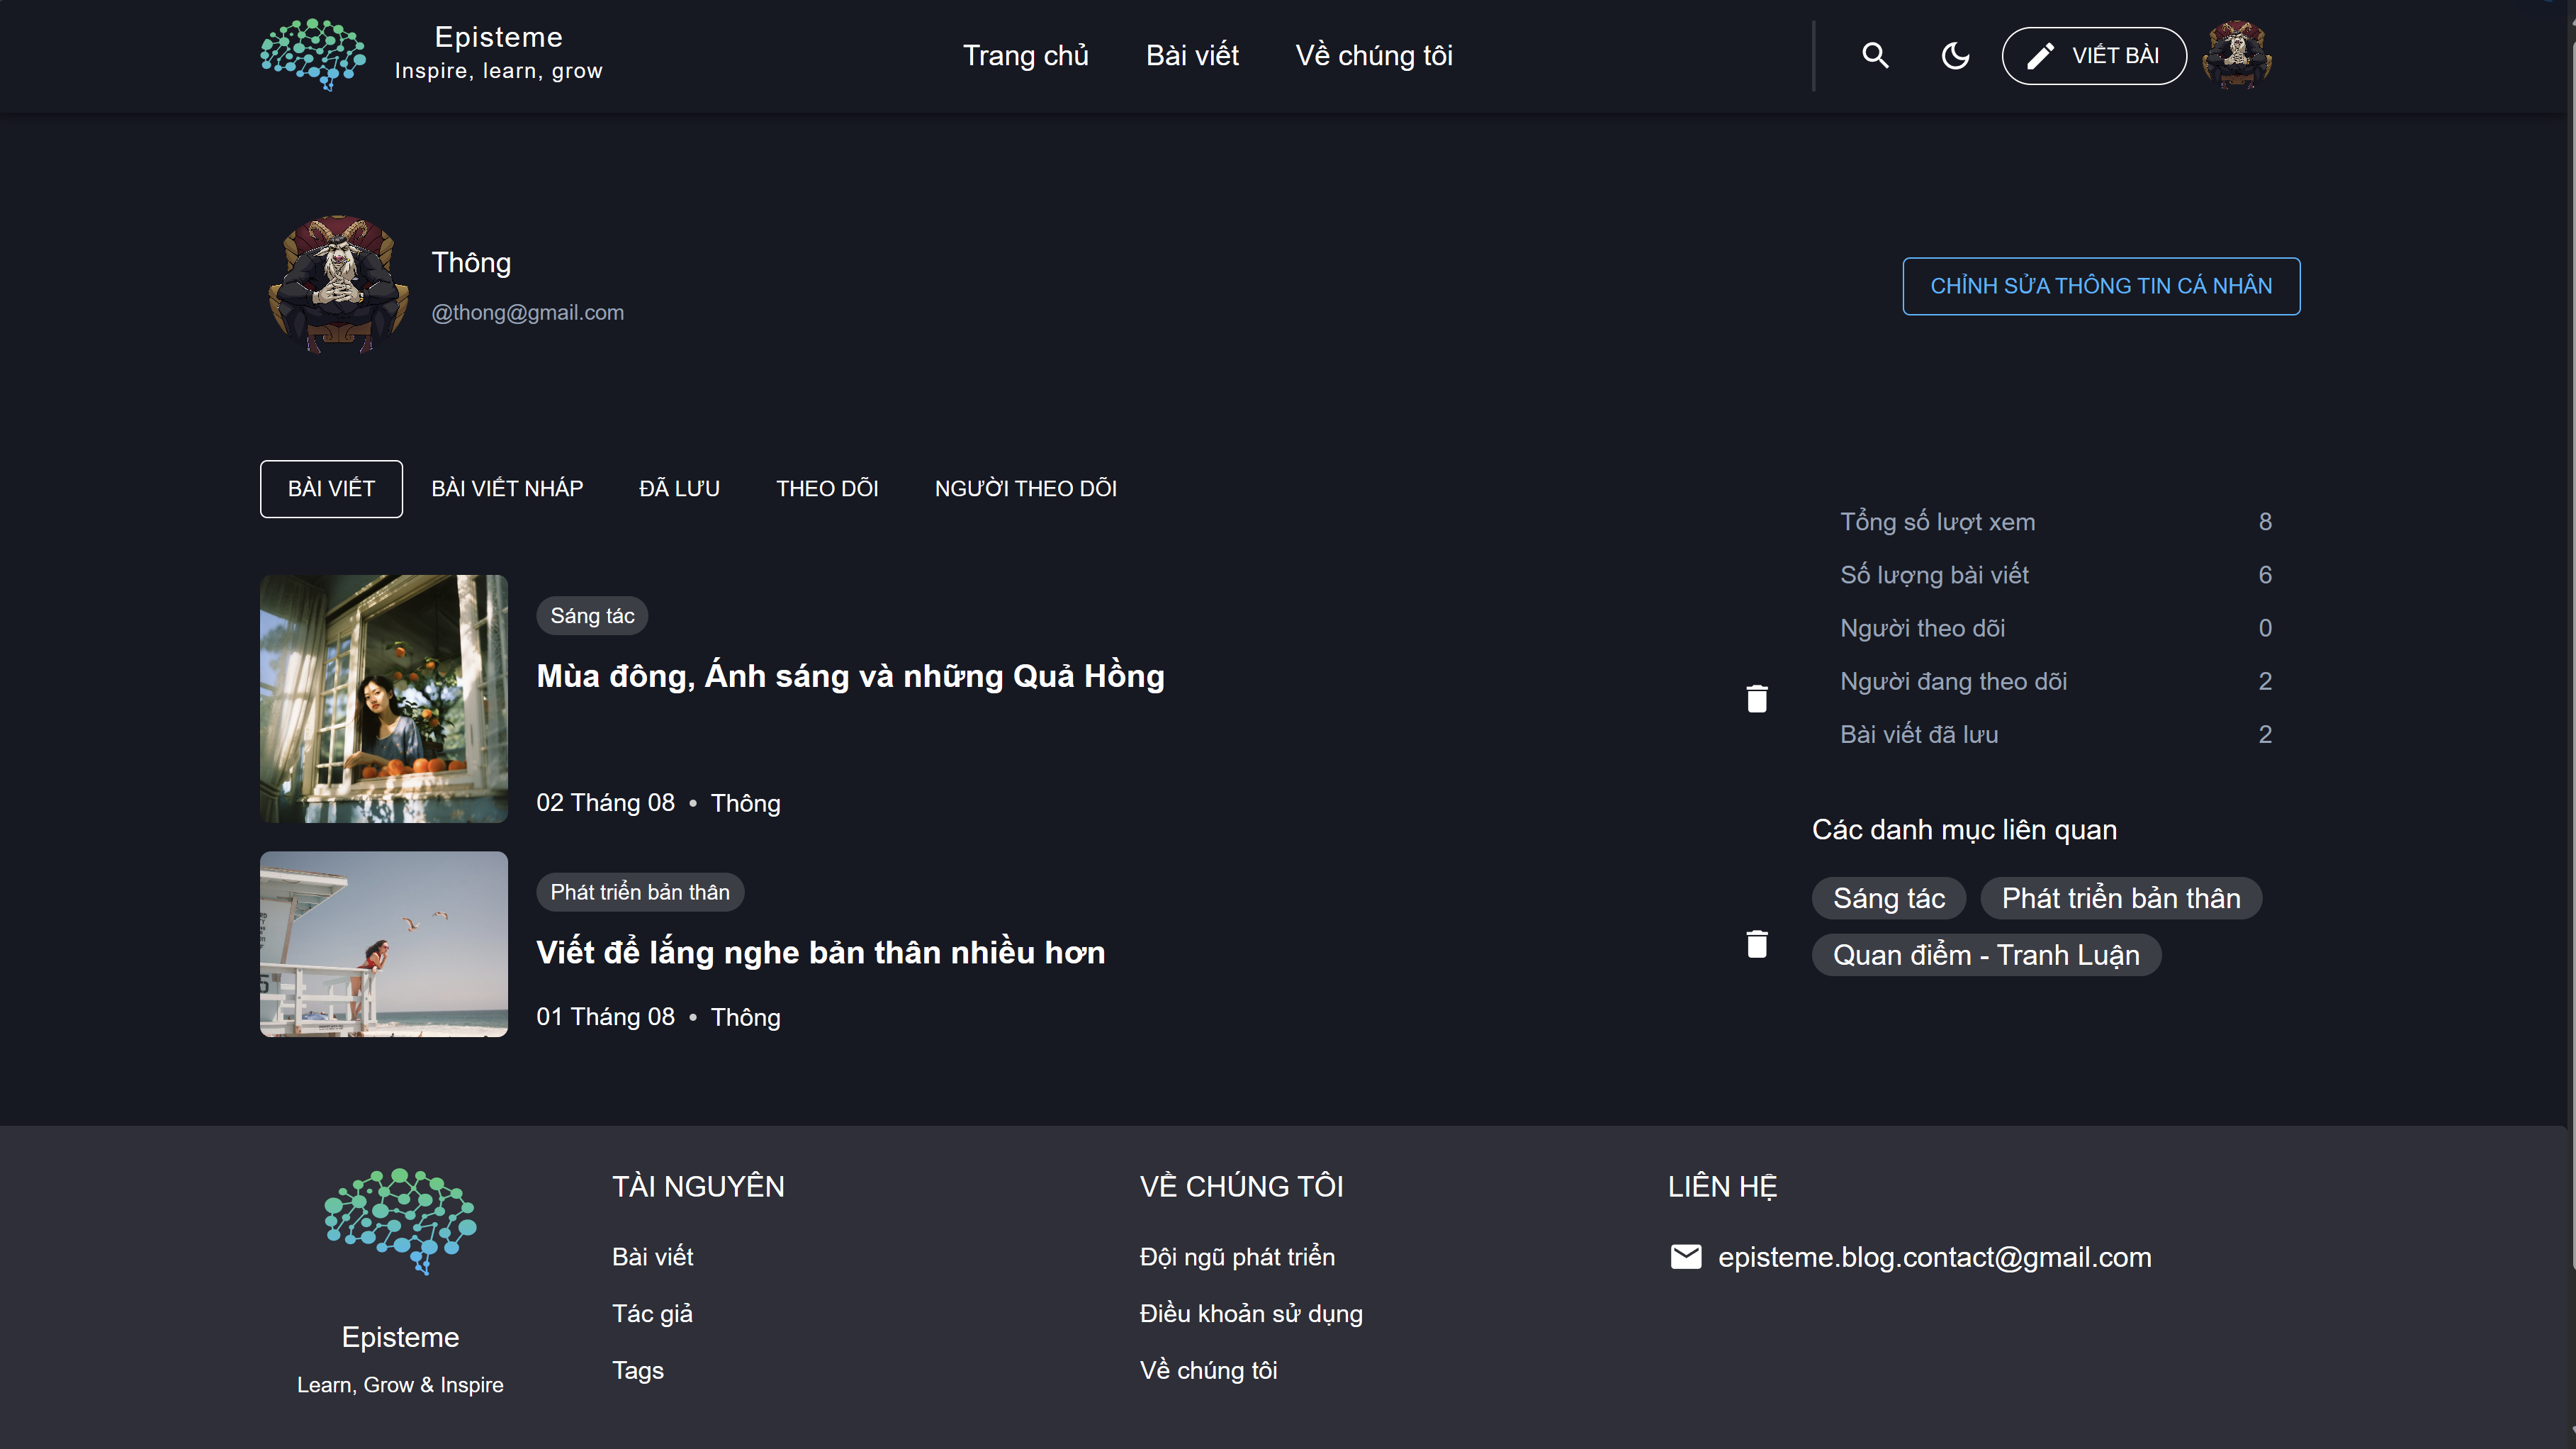 Episteme
Inspire, learn, grow
Trang chủ
Bài viết
Về chúng tôi
VIẾT BÀI
Thông
@thong@gmail.com
CHỈNH SỬA THÔNG TIN CÁ NHÂN
BÀI VIẾT
BÀI VIẾT NHÁP
ĐÃ LƯU
THEO DÕI
NGƯỜI THEO DÕI
Sáng tác
Mùa đông, Ánh sáng và những Quả Hồng
02 Tháng 08 • Thông
Phát triển bản thân
Viết để lắng nghe bản thân nhiều hơn
01 Tháng 08 • Thông
Tổng số lượt xem 8
Số lượng bài viết 6
Người theo dõi 0
Người đang theo dõi 2
Bài viết đã lưu 2
Các danh mục liên quan
Sáng tác
Phát triển bản thân
Quan điểm - Tranh Luận
Episteme
Learn, Grow & Inspire
TÀI NGUYÊN
Bài viết
Tác giả
Tags
VỀ CHÚNG TÔI
Đội ngũ phát triển
Điều khoản sử dụng
Về chúng tôi
LIÊN HỆ
episteme.blog.contact@gmail.com